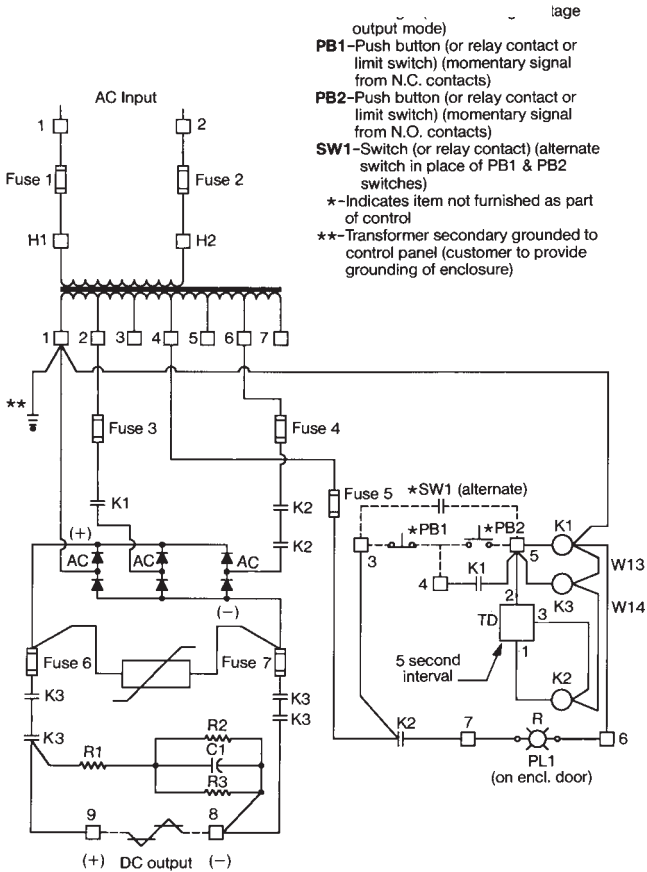 tage
output mode)
PB1–Push button (or relay contact or
limit switch) (momentary signal
from N.C. contacts)
PB2–Push button (or relay contact or
limit switch) (momentary signal
from N.O. contacts)
SW1–Switch (or relay contact) (alternate
switch in place of PB1 & PB2
switches)
*–Indicates item not furnished as part
of control
**–Transformer secondary grounded to
control panel (customer to provide
grounding of enclosure)
AC Input
1 2
Fuse 1 Fuse 2
H1 H2
1 2 3 4 5 6 7
**
Fuse 3 Fuse 4
Fuse 5
*SW1 (alternate)
K1 K2
K2
*PB1 *PB2 K1
(+)
AC AC AC
3 5
W13
4 K1
K3
W14
(–)
2
TD 3
1
5 second
interval
K2
Fuse 6 Fuse 7
K3 K3
K3
K3
K2 7 R 6
PL1
(on encl. door)
R1 R2
C1
R3
9 8
(+) DC output (–)